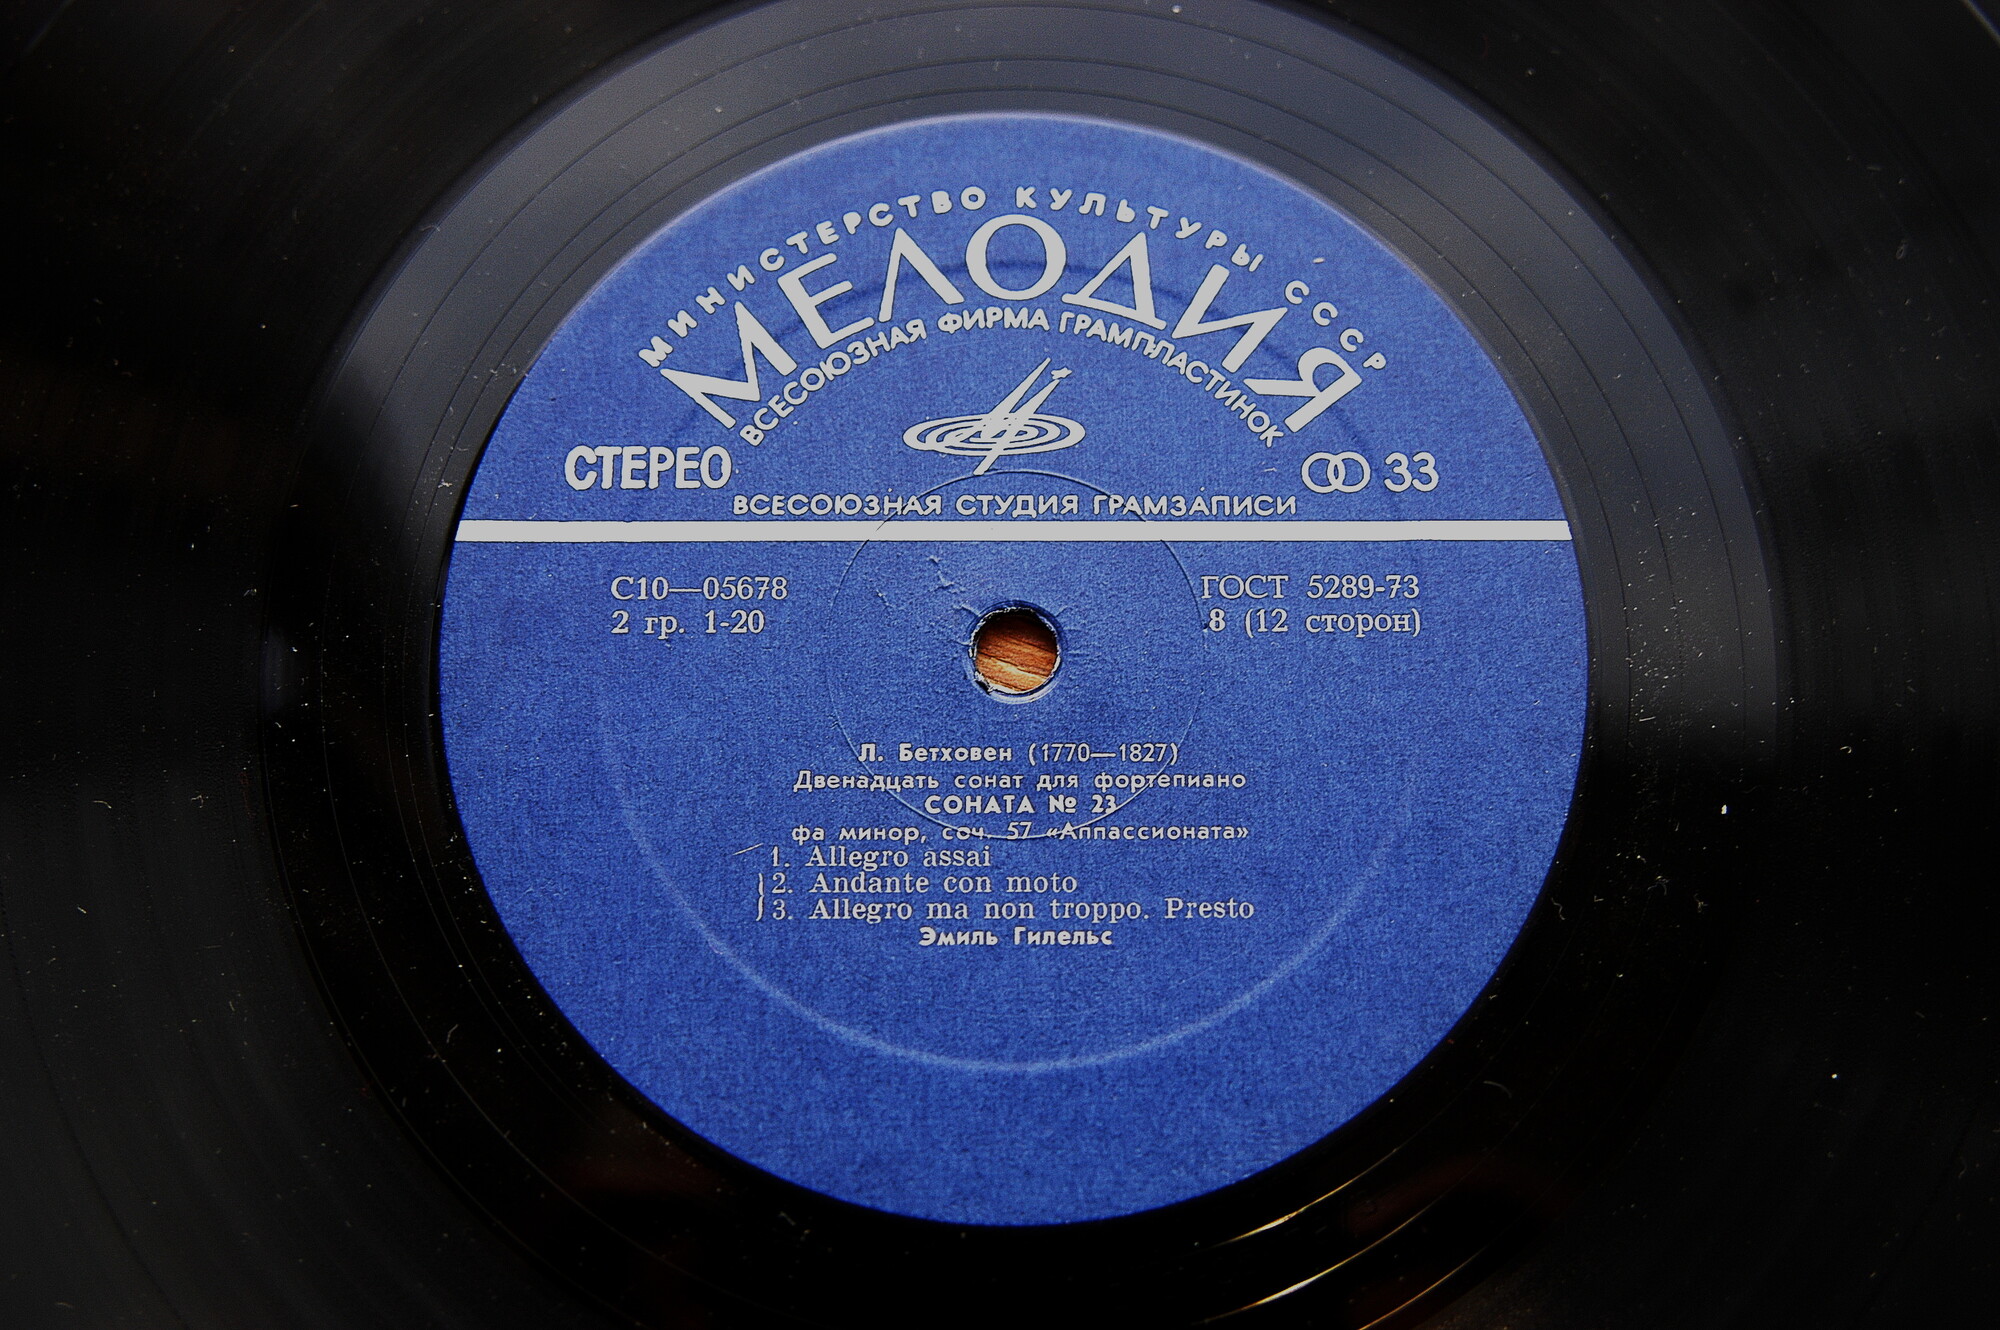 МИНИСТЕРСТВО КУЛЬТУРЫ СССР
МЕЛОДИЯ
ВСЕСОЮЗНАЯ ФИРМА ГРАМПЛАСТИНОК
СТЕРЕО
33
ВСЕСОЮЗНАЯ СТУДИЯ ГРАМЗАПИСИ
С10—05678
2 гр. 1-20
ГОСТ 5289-73
8 (12 сторон)
Л. Бетховен (1770—1827)
Двенадцать сонат для фортепиано
СОНАТА № 23
фа минор, соч. 57 «Аппассионата»
1. Allegro assai
2. Andante con moto
3. Allegro ma non troppo. Presto
Эмиль Гилельс